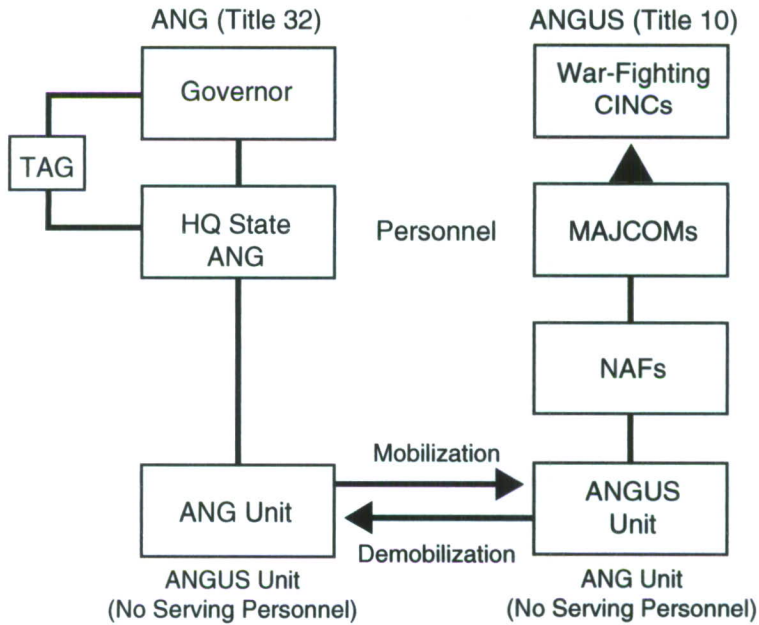 ANG (Title 32)
ANGUS (Title 10)
Governor
War-Fighting
CINCs
TAG
HQ State
ANG
Personnel
MAJCOMs
NAFs
Mobilization
ANG Unit
ANGUS
Unit
Demobilization
ANGUS Unit
(No Serving Personnel)
ANG Unit
(No Serving Personnel)